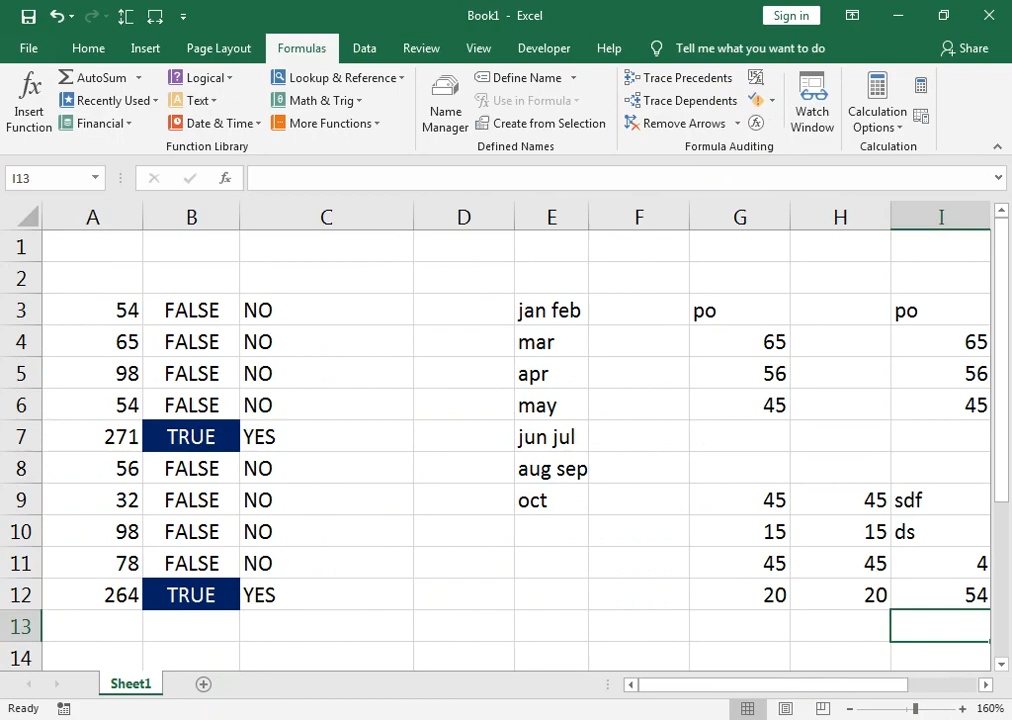 Book1 - Excel
Sign in
File Home Insert Page Layout Formulas Data Review View Developer Help Tell me what you want to do Share
fx Insert Function
AutoSum
Recently Used
Financial
Logical
Text
Date & Time
Lookup & Reference
Math & Trig
More Functions
Function Library
Name Manager
Define Name
Use in Formula
Create from Selection
Defined Names
Trace Precedents
Trace Dependents
Remove Arrows
Watch Window
Formula Auditing
Calculation Options
Calculation
I13 fx
A B C D E F G H I
1
2
3 54 FALSE NO jan feb po po
4 65 FALSE NO mar 65 65
5 98 FALSE NO apr 56 56
6 54 FALSE NO may 45 45
7 271 TRUE YES jun jul
8 56 FALSE NO aug sep
9 32 FALSE NO oct 45 45 sdf
10 98 FALSE NO 15 15 ds
11 78 FALSE NO 45 45 4
12 264 TRUE YES 20 20 54
13
14
Sheet1
Ready 160%